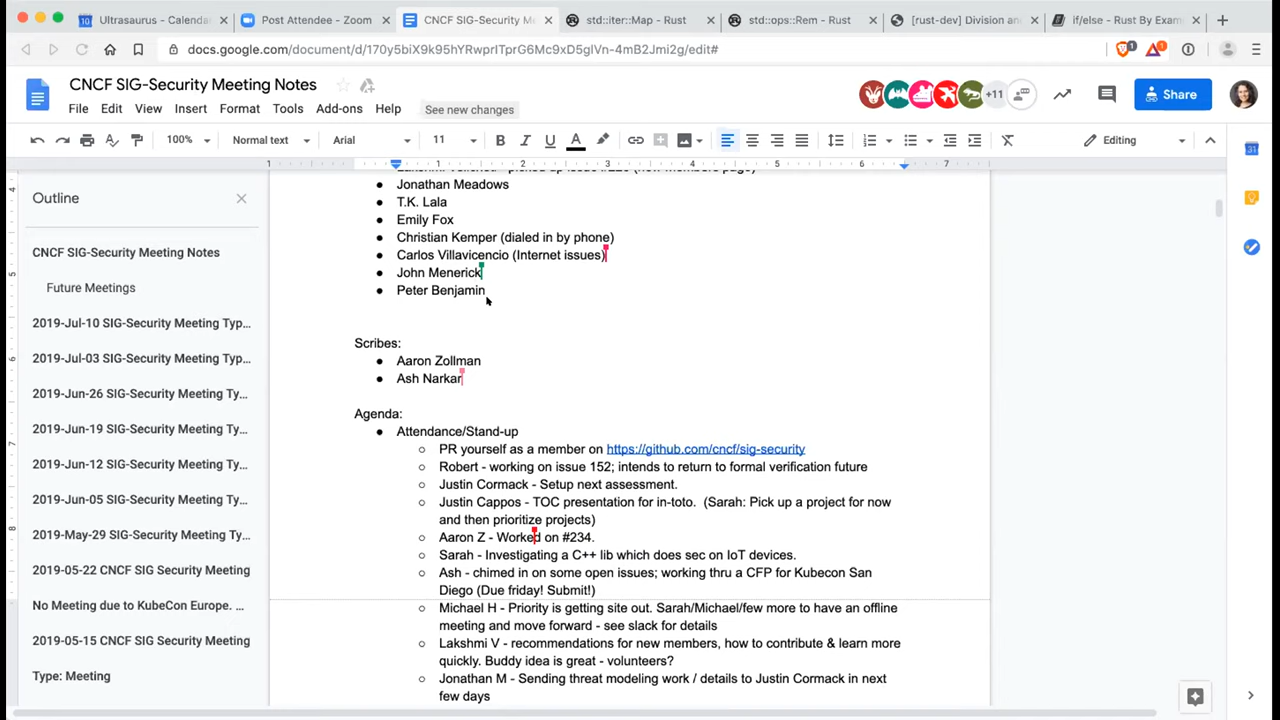 Ultrasaurus - Calenda
Post Attendee - Zoom
CNCF SIG-Security Me
std::iter::Map - Rust
std::ops::Rem - Rust
[rust-dev] Division an
if/else - Rust By Exam
docs.google.com/document/d/170y5biX9k95hYRwprITprG6Mc9xD5glVn-4mB2Jmi2g/edit#
CNCF SIG-Security Meeting Notes
File Edit View Insert Format Tools Add-ons Help See new changes
+11
Share
100% Normal text Arial 11 Editing
Outline
CNCF SIG-Security Meeting Notes
Future Meetings
2019-Jul-10 SIG-Security Meeting Typ...
2019-Jul-03 SIG-Security Meeting Typ...
2019-Jun-26 SIG-Security Meeting Ty...
2019-Jun-19 SIG-Security Meeting Ty...
2019-Jun-12 SIG-Security Meeting Ty...
2019-Jun-05 SIG-Security Meeting Ty...
2019-May-29 SIG-Security Meeting Ty...
2019-05-22 CNCF SIG Security Meeting
No Meeting due to KubeCon Europe. ...
2019-05-15 CNCF SIG Security Meeting
Type: Meeting
● Jonathan Meadows
● T.K. Lala
● Emily Fox
● Christian Kemper (dialed in by phone)
● Carlos Villavicencio (Internet issues)
● John Menerick
● Peter Benjamin
Scribes:
● Aaron Zollman
● Ash Narkar
Agenda:
● Attendance/Stand-up
○ PR yourself as a member on https://github.com/cncf/sig-security
○ Robert - working on issue 152; intends to return to formal verification future
○ Justin Cormack - Setup next assessment.
○ Justin Cappos - TOC presentation for in-toto. (Sarah: Pick up a project for now
and then prioritize projects)
○ Aaron Z - Worked on #234.
○ Sarah - Investigating a C++ lib which does sec on IoT devices.
○ Ash - chimed in on some open issues; working thru a CFP for Kubecon San
Diego (Due friday! Submit!)
○ Michael H - Priority is getting site out. Sarah/Michael/few more to have an offline
meeting and move forward - see slack for details
○ Lakshmi V - recommendations for new members, how to contribute & learn more
quickly. Buddy idea is great - volunteers?
○ Jonathan M - Sending threat modeling work / details to Justin Cormack in next
few days